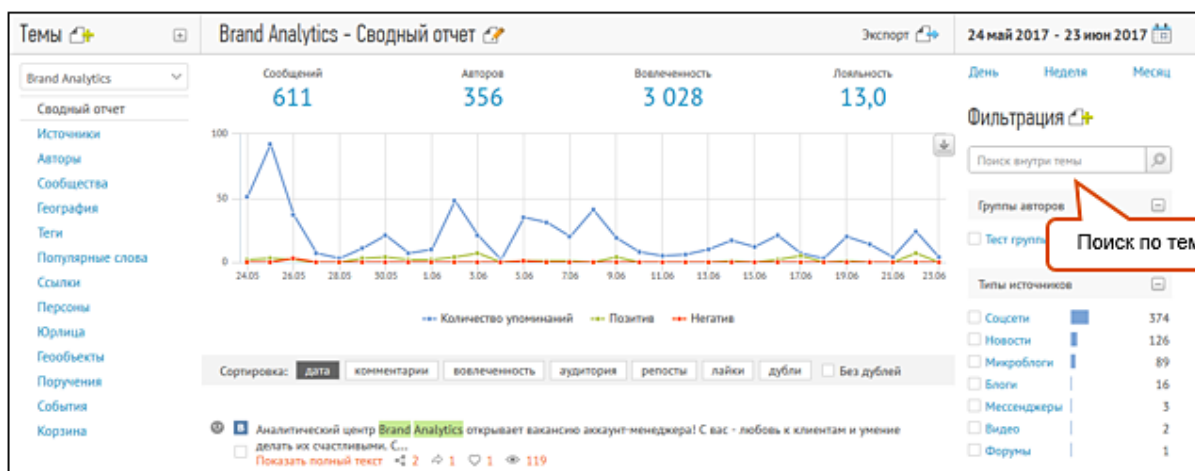 Темы
Brand Analytics - Сводный отчет
Экспорт
24 май 2017 - 23 июн 2017
Brand Analytics
Сводный отчет
Источники
Авторы
Сообщества
География
Теги
Популярные слова
Ссылки
Персоны
Юрлица
Геообъекты
Поручения
События
Корзина
Сообщений
611
Авторов
356
Вовлеченность
3 028
Лояльность
13,0
100
50
0
24.05 26.05 28.05 30.05 1.06 3.06 5.06 7.06 9.06 11.06 13.06 15.06 17.06 19.06 21.06 23.06
Количество упоминаний Позитив Негатив
Сортировка: дата комментарии вовлеченность аудитория репосты лайки дубли Без дублей
Аналитический центр Brand Analytics открывает вакансию аккаунт-менеджера! С вас - любовь к клиентам и умение
делать их счастливыми. С...
Показать полный текст 2 1 1 119
День Неделя Месяц
Фильтрация
Поиск внутри темы
Группы авторов
Тест группы
Поиск по тем
Типы источников
Соцсети 374
Новости 126
Микроблоги 89
Блоги 16
Мессенджеры 3
Видео 2
Форумы 1